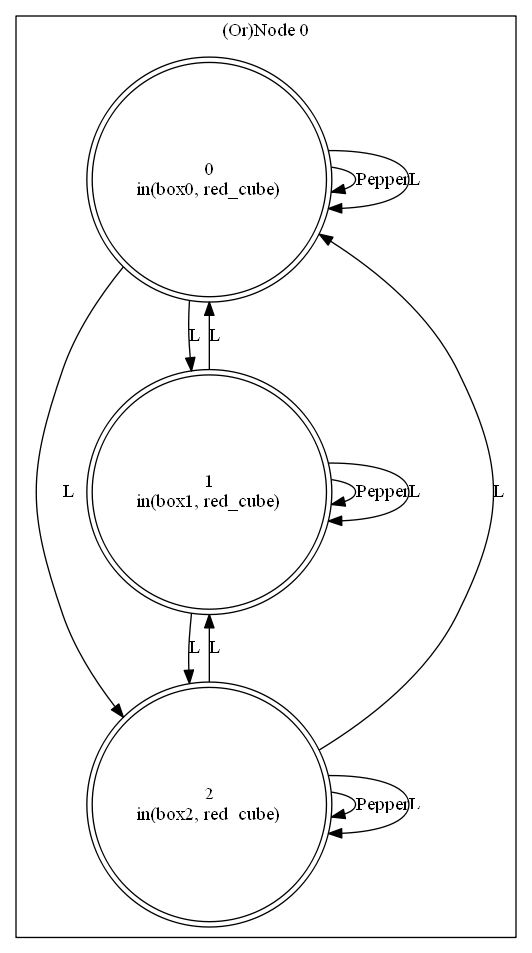 (Or)Node 0
0
in(box0, red_cube)
Pepper
L
L
L
L
1
in(box1, red_cube)
Pepper
L
L
L
L
2
in(box2, red_cube)
Pepper
L